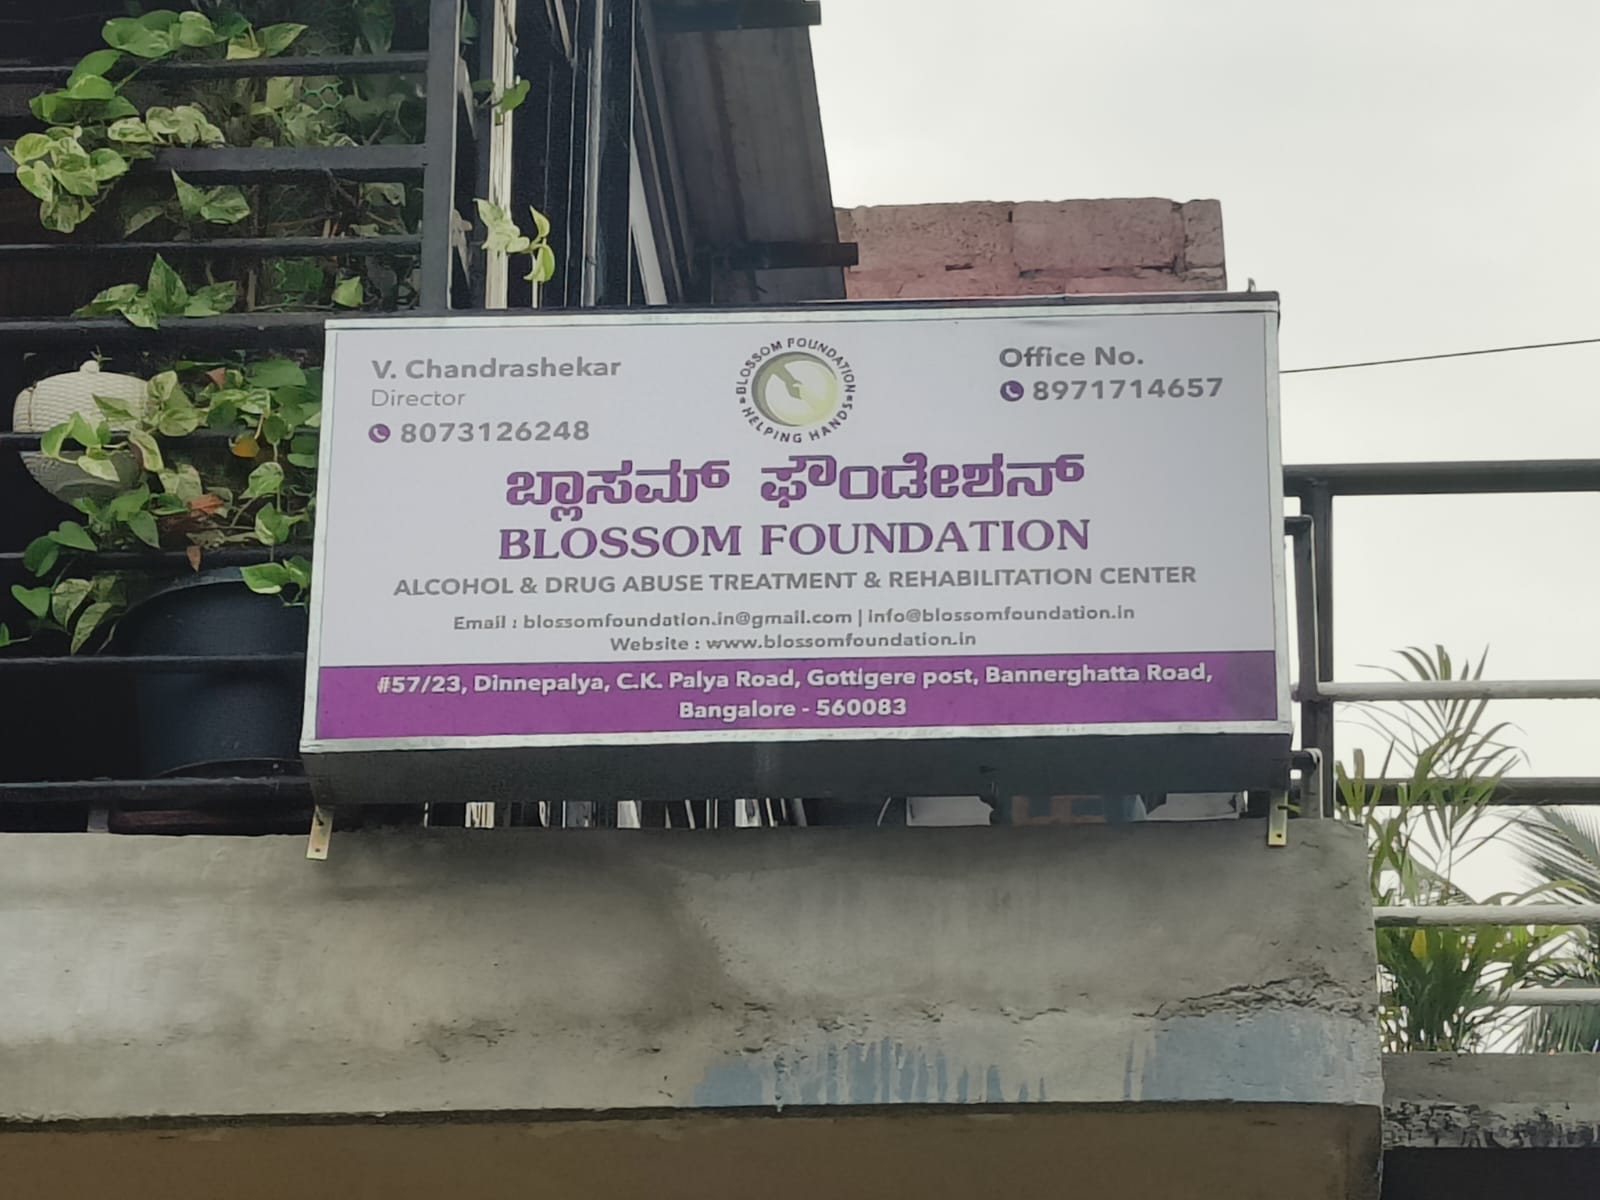 V. Chandrashekar
Director
8073126248
BLOSSOM FOUNDATION
HELPING HANDS
Office No.
8971714657
ಬ್ಲಾಸಮ್ ಫೌಂಡೇಶನ್
BLOSSOM FOUNDATION
ALCOHOL & DRUG ABUSE TREATMENT & REHABILITATION CENTER
Email : blossomfoundation.in@gmail.com | info@blossomfoundation.in
Website : www.blossomfoundation.in
#57/23, Dinnepalya, C.K. Palya Road, Gottigere post, Bannerghatta Road,
Bangalore - 560083